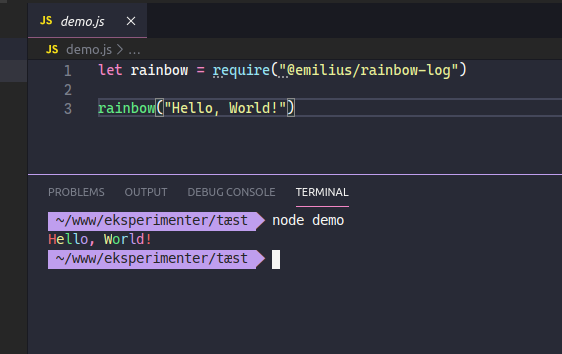 JS demo.js ×
JS demo.js > ...
1 let rainbow = require("@emilius/rainbow-log")
2
3 rainbow("Hello, World!")
PROBLEMS OUTPUT DEBUG CONSOLE TERMINAL
~/www/eksperimenter/tæst node demo
Hello, World!
~/www/eksperimenter/tæst